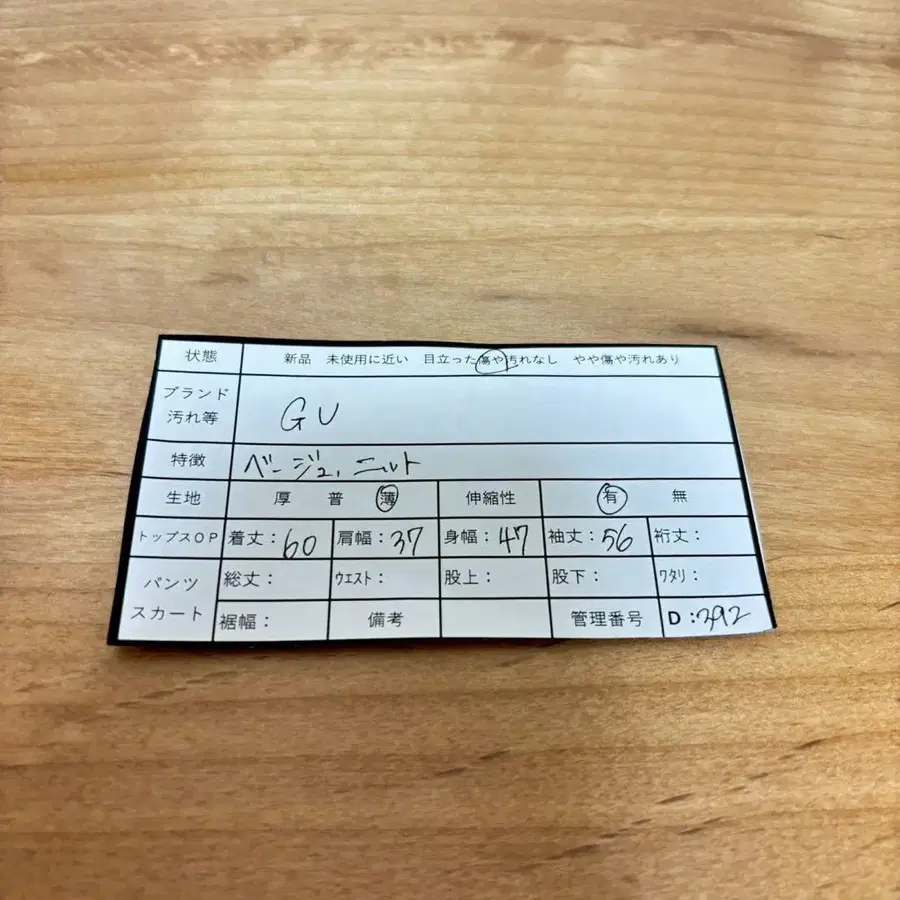 状態 新品 未使用に近い 目立った傷や汚れなし やや傷や汚れあり
ブランド
汚れ等 GU
特徴 ベージュ、ニット
生地 厚 普 薄 伸縮性 有 無
トップスOP 着丈：60 肩幅：37 身幅：47 袖丈：56 裄丈：
パンツ
スカート
総丈： ウエスト： 股上： 股下： ワタリ：
裾幅： 備考 管理番号 D：392